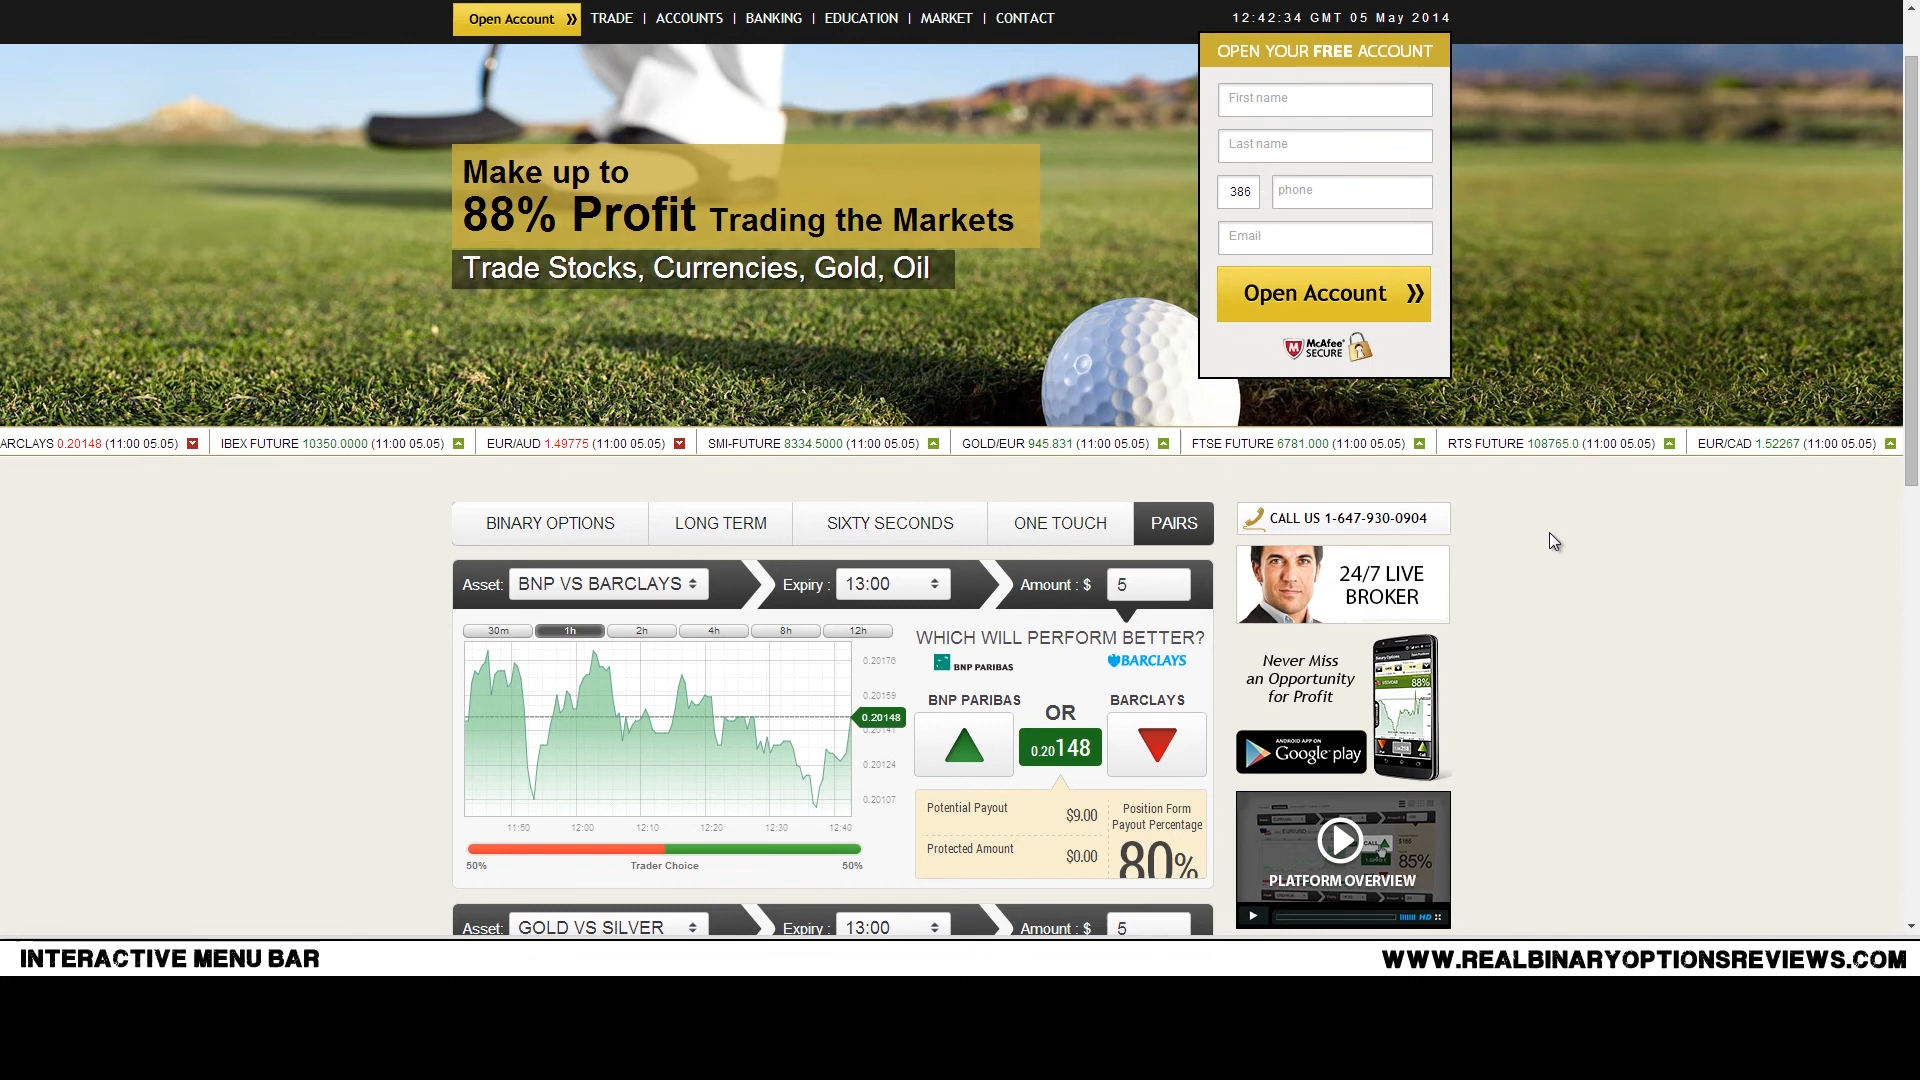 Open Account »
TRADE | ACCOUNTS | BANKING | EDUCATION | MARKET | CONTACT
12:42:34 GMT 05 May 2014
OPEN YOUR FREE ACCOUNT
First name
Last name
386 phone
Email
Open Account »
McAfee
SECURE
Make up to
88% Profit Trading the Markets
Trade Stocks, Currencies, Gold, Oil
ARCLAYS 0.20148 (11:00 05.05) IBEX FUTURE 10350.0000 (11:00 05.05) EUR/AUD 1.49775 (11:00 05.05) SMI-FUTURE 8334.5000 (11:00 05.05) GOLD/EUR 945.831 (11:00 05.05) FTSE FUTURE 6781.000 (11:00 05.05) RTS FUTURE 108765.0 (11:00 05.05) EUR/CAD 1.52267 (11:00 05.05)
BINARY OPTIONS LONG TERM SIXTY SECONDS ONE TOUCH PAIRS
Asset: BNP VS BARCLAYS Expiry : 13:00 Amount : $ 5
30m 1h 2h 4h 8h 12h
0.20176
0.20159
0.20148
0.20141
0.20124
0.20107
11:50 12:00 12:10 12:20 12:30 12:40
50% Trader Choice 50%
WHICH WILL PERFORM BETTER?
BNP PARIBAS BARCLAYS
BNP PARIBAS OR BARCLAYS
0.20148
Potential Payout $9.00
Protected Amount $0.00
Position Form
Payout Percentage
80%
Asset: GOLD VS SILVER Expiry : 13:00 Amount : $ 5
CALL US 1-647-930-0904
24/7 LIVE
BROKER
Never Miss
an Opportunity
for Profit
ANDROID APP ON
Google play
88%
CALL
85%
PLATFORM OVERVIEW
HD
INTERACTIVE MENU BAR
WWW.REALBINARYOPTIONSREVIEWS.COM